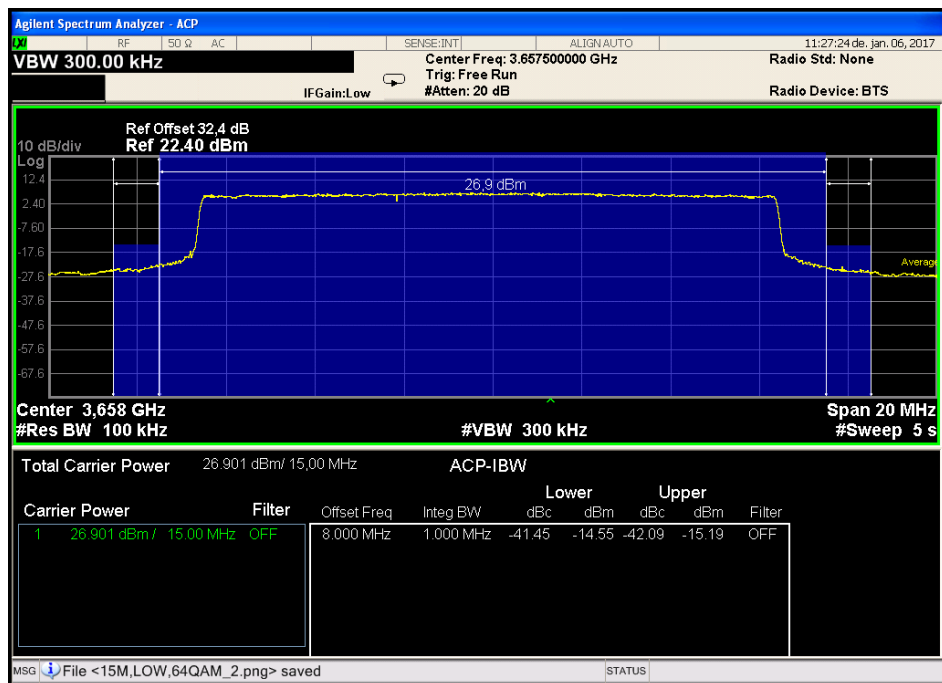 Agilent Spectrum Analyzer - ACP
LXI RF 50 Ω AC SENSE:INT ALIGN AUTO 11:27:24 de. jan. 06, 2017
VBW 300.00 kHz
Center Freq: 3.657500000 GHz
Radio Std: None
Trig: Free Run
IFGain:Low
#Atten: 20 dB
Radio Device: BTS
Ref Offset 32,4 dB
10 dB/div
Ref 22.40 dBm
Log
12.4
26,9 dBm
2.40
-7.60
-17.6
Average
-27.6
-37.6
-47.6
-57.6
-67.6
Center 3,658 GHz
Span 20 MHz
#Res BW 100 kHz
#VBW 300 kHz
#Sweep 5 s
Total Carrier Power 26.901 dBm/ 15,00 MHz
ACP-IBW
Lower Upper
Carrier Power Filter
Offset Freq Integ BW dBc dBm dBc dBm Filter
1 26.901 dBm / 15.00 MHz OFF
8.000 MHz 1.000 MHz -41.45 -14.55 -42.09 -15.19 OFF
MSG File <15M,LOW,64QAM_2.png> saved
STATUS